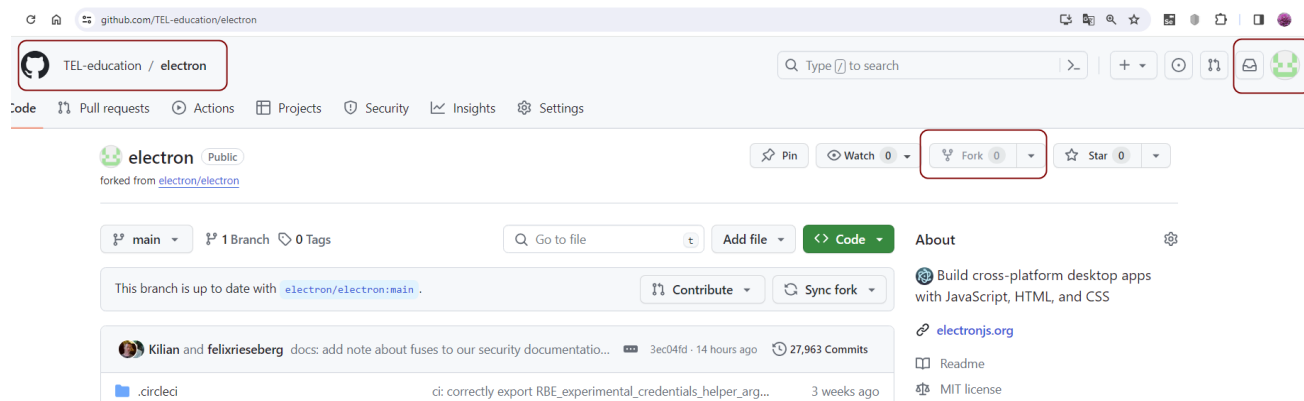 github.com/TEL-education/electron
TEL-education / electron
Type / to search
Code Pull requests Actions Projects Security Insights Settings
electron Public
Pin Watch 0 Fork 0 Star 0
forked from electron/electron
main 1 Branch 0 Tags Go to file t Add file Code
About
Build cross-platform desktop apps
with JavaScript, HTML, and CSS
electronjs.org
Readme
MIT license
This branch is up to date with electron/electron:main . Contribute Sync fork
Kilian and felixrieseberg docs: add note about fuses to our security documentatio... 3ec04fd · 14 hours ago 27,963 Commits
.circleci ci: correctly export RBE_experimental_credentials_helper_arg... 3 weeks ago